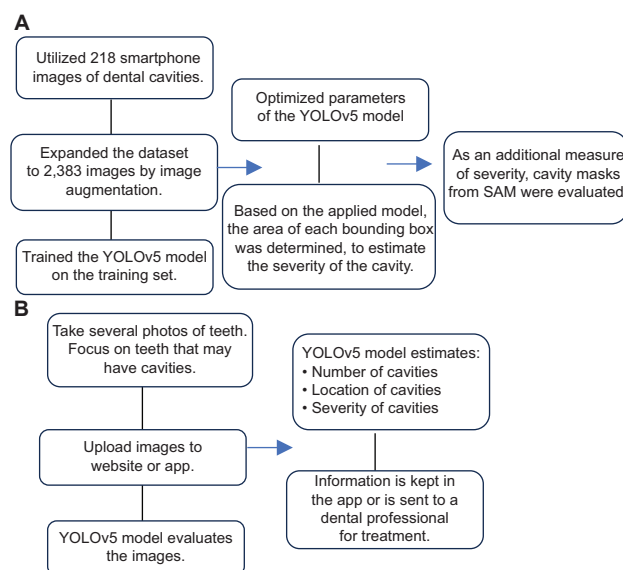 A
Utilized 218 smartphone
images of dental cavities.
Expanded the dataset
to 2,383 images by image
augmentation.
Trained the YOLOv5 model
on the training set.
Optimized parameters
of the YOLOv5 model
Based on the applied model,
the area of each bounding box
was determined, to estimate
the severity of the cavity.
As an additional measure
of severity, cavity masks
from SAM were evaluated.
B
Take several photos of teeth.
Focus on teeth that may
have cavities.
Upload images to
website or app.
YOLOv5 model evaluates
the images.
YOLOv5 model estimates:
• Number of cavities
• Location of cavities
• Severity of cavities
Information is kept in
the app or is sent to a
dental professional
for treatment.